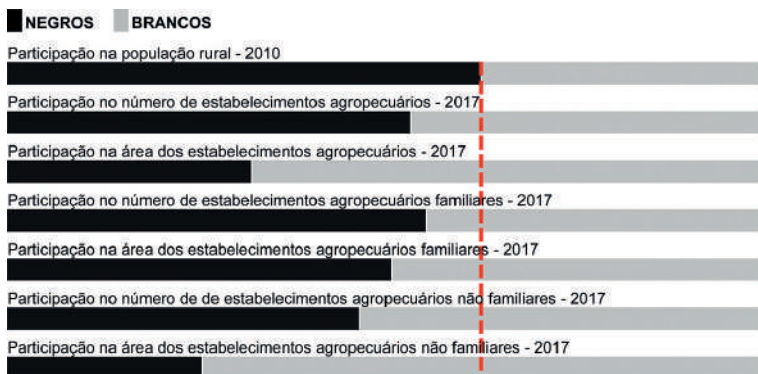 NEGROS BRANCOS
Participação na população rural - 2010
Participação no número de estabelecimentos agropecuários - 2017
Participação na área dos estabelecimentos agropecuários - 2017
Participação no número de estabelecimentos agropecuários familiares - 2017
Participação na área dos estabelecimentos agropecuários familiares - 2017
Participação no número de de estabelecimentos agropecuários não familiares - 2017
Participação na área dos estabelecimentos agropecuários não familiares - 2017